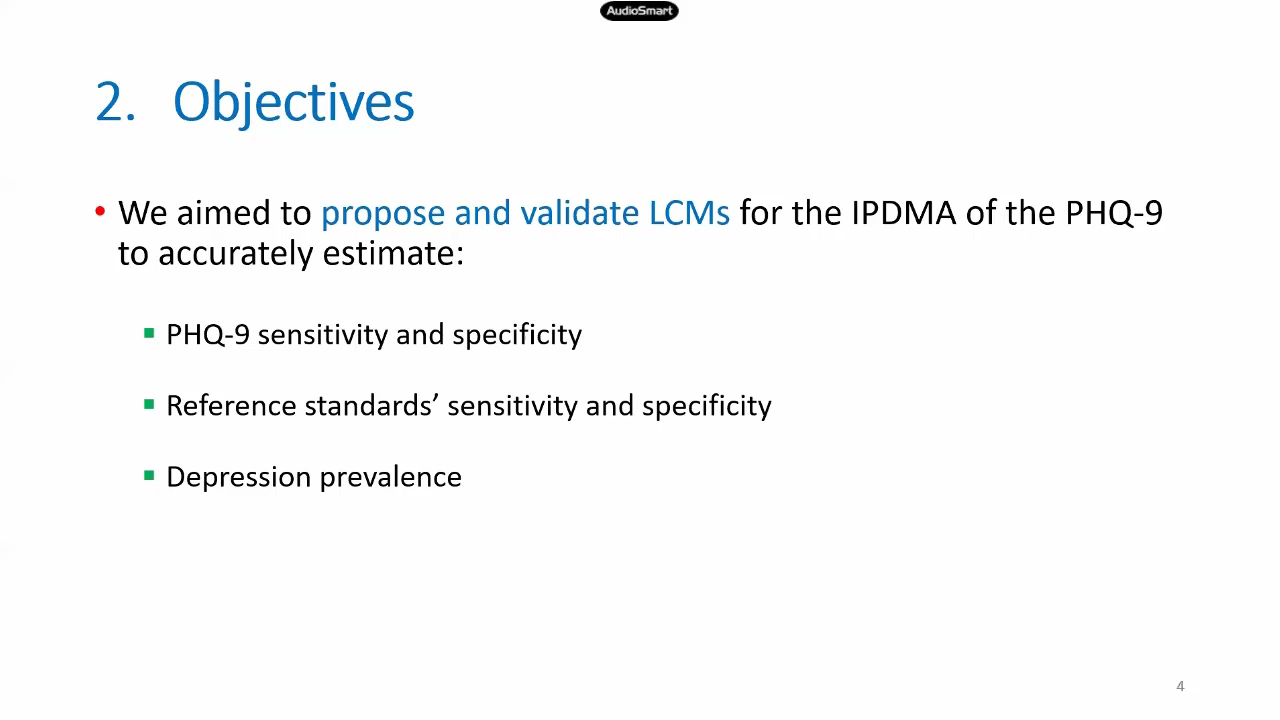 AudioSmart
2. Objectives
• We aimed to propose and validate LCMs for the IPDMA of the PHQ-9
to accurately estimate:
▪ PHQ-9 sensitivity and specificity
▪ Reference standards’ sensitivity and specificity
▪ Depression prevalence
4